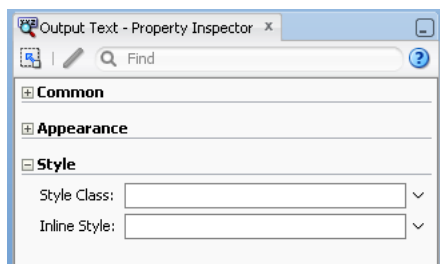 Output Text - Property Inspector x
Find
Common
Appearance
Style
Style Class:
Inline Style: